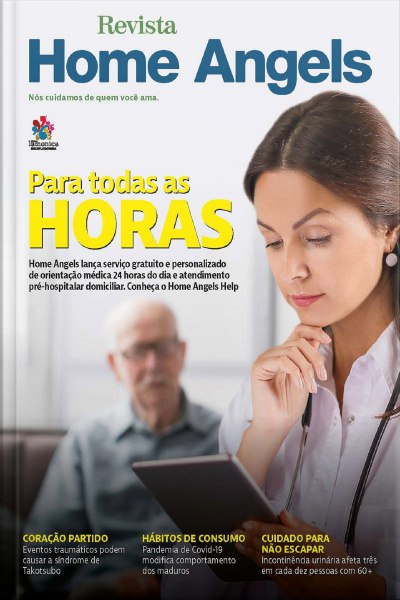 Revista
Home Angels
Nós cuidamos de quem você ama.
Para todas as
HORAS
Home Angels lança serviço gratuito e personalizado
de orientação médica 24 horas do dia e atendimento
pré-hospitalar domiciliar. Conheça o Home Angels Help
CORAÇÃO PARTIDO
Eventos traumáticos podem
causar a síndrome de
Takotsubo
HÁBITOS DE CONSUMO
Pandemia de Covid-19
modifica comportamento
dos maduros
CUIDADO PARA
NÃO ESCAPAR
Incontinência urinária afeta três
em cada dez pessoas com 60+